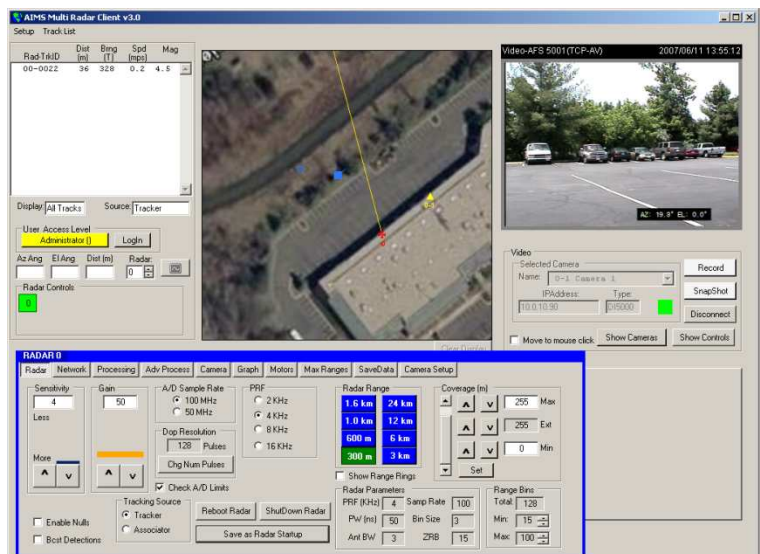 AIMS Multi Radar Client v3.0
Setup Track List
Dist Brng Spd Mag
Rad-TrkID (m) (T) (mps)
00-0022 36 328 0.2 4.5
Display: All Tracks Source: Tracker
User Access Level
Administrator () LogIn
Az Ang El Ang Dist (m) Radar:
0
Radar Controls
0
Clear Display
Video-AFS 5001(TCP-AV) 2007/06/11 13:55:12
AZ: 19.9° EL: 0.0°
Video
Selected Camera
Name: 0-1 Camera 1
IPAddress: Type:
10.0.10.90 DI5000
Record
SnapShot
Disconnect
Move to mouse click Show Cameras Show Controls
RADAR 0
Radar Network Processing Adv Process Camera Graph Motors Max Ranges SaveData Camera Setup
Sensitivity
4
Less
More
Gain
50
A/D Sample Rate
100 MHz
50 MHz
Dop Resolution
128 Pulses
Chg Num Pulses
Check A/D Limits
PRF
2 KHz
4 KHz
8 KHz
16 KHz
Radar Range
1.6 km 24 km
1.0 km 12 km
600 m 6 km
300 m 3 km
Show Range Rings
Coverage (m)
255 Max
255 Ext
0 Min
Set
Enable Nulls
Bcst Detections
Tracking Source
Tracker
Associator
Reboot Radar ShutDown Radar
Save as Radar Startup
Radar Parameters
PRF (KHz) 4 Samp Rate 100
PW (ns) 50 Bin Size 3
Ant BW 3 ZRB 15
Range Bins
Total: 128
Min: 15
Max: 100